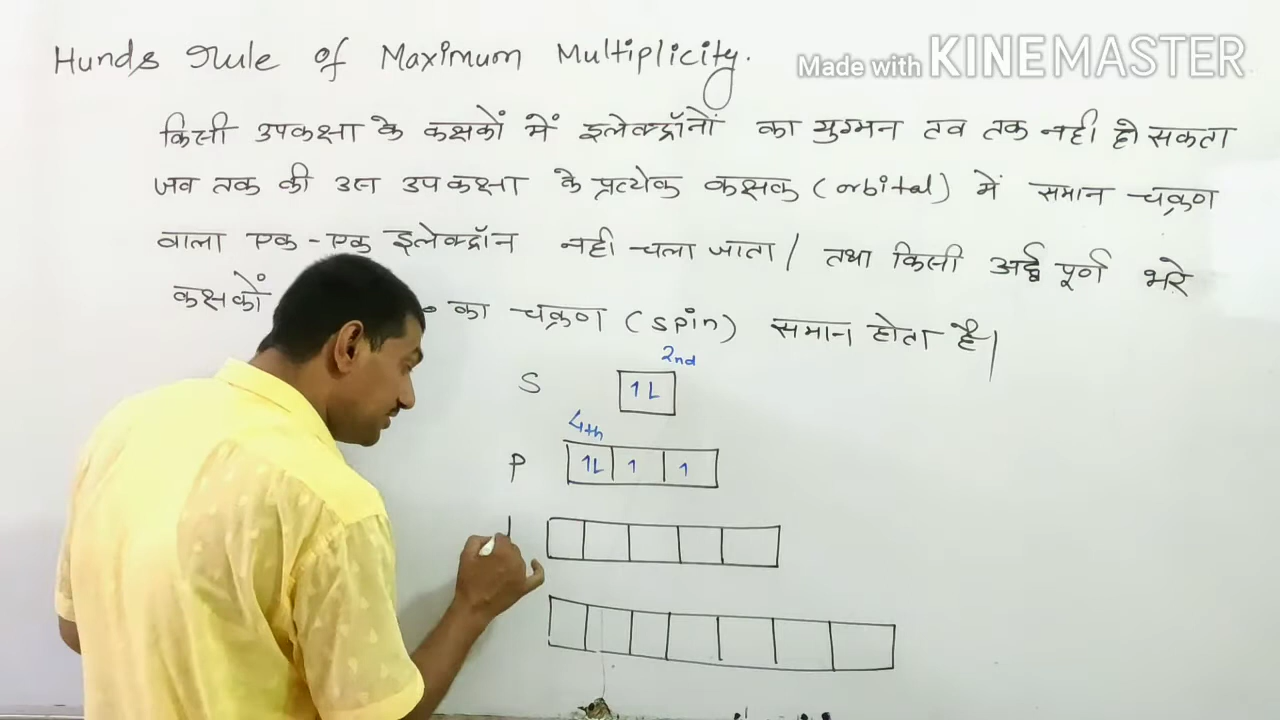 Hunds rule of Maximum Multiplicity.
Made with KINEMASTER
किसी उपकक्षा के कक्षकों में इलेक्ट्रॉनों का युग्मन तब तक नही हो सकता
जब तक की उस उपकक्षा के प्रत्येक कक्षक (orbital) में समान चक्रण
वाला एक-एक इलेक्ट्रॉन नही चला जाता / तथा किसी अर्द्ध पूर्ण भरे
कक्षकों का चक्रण (spin) समान होता है।
2nd
S 1L
4th
P 1L 1 1